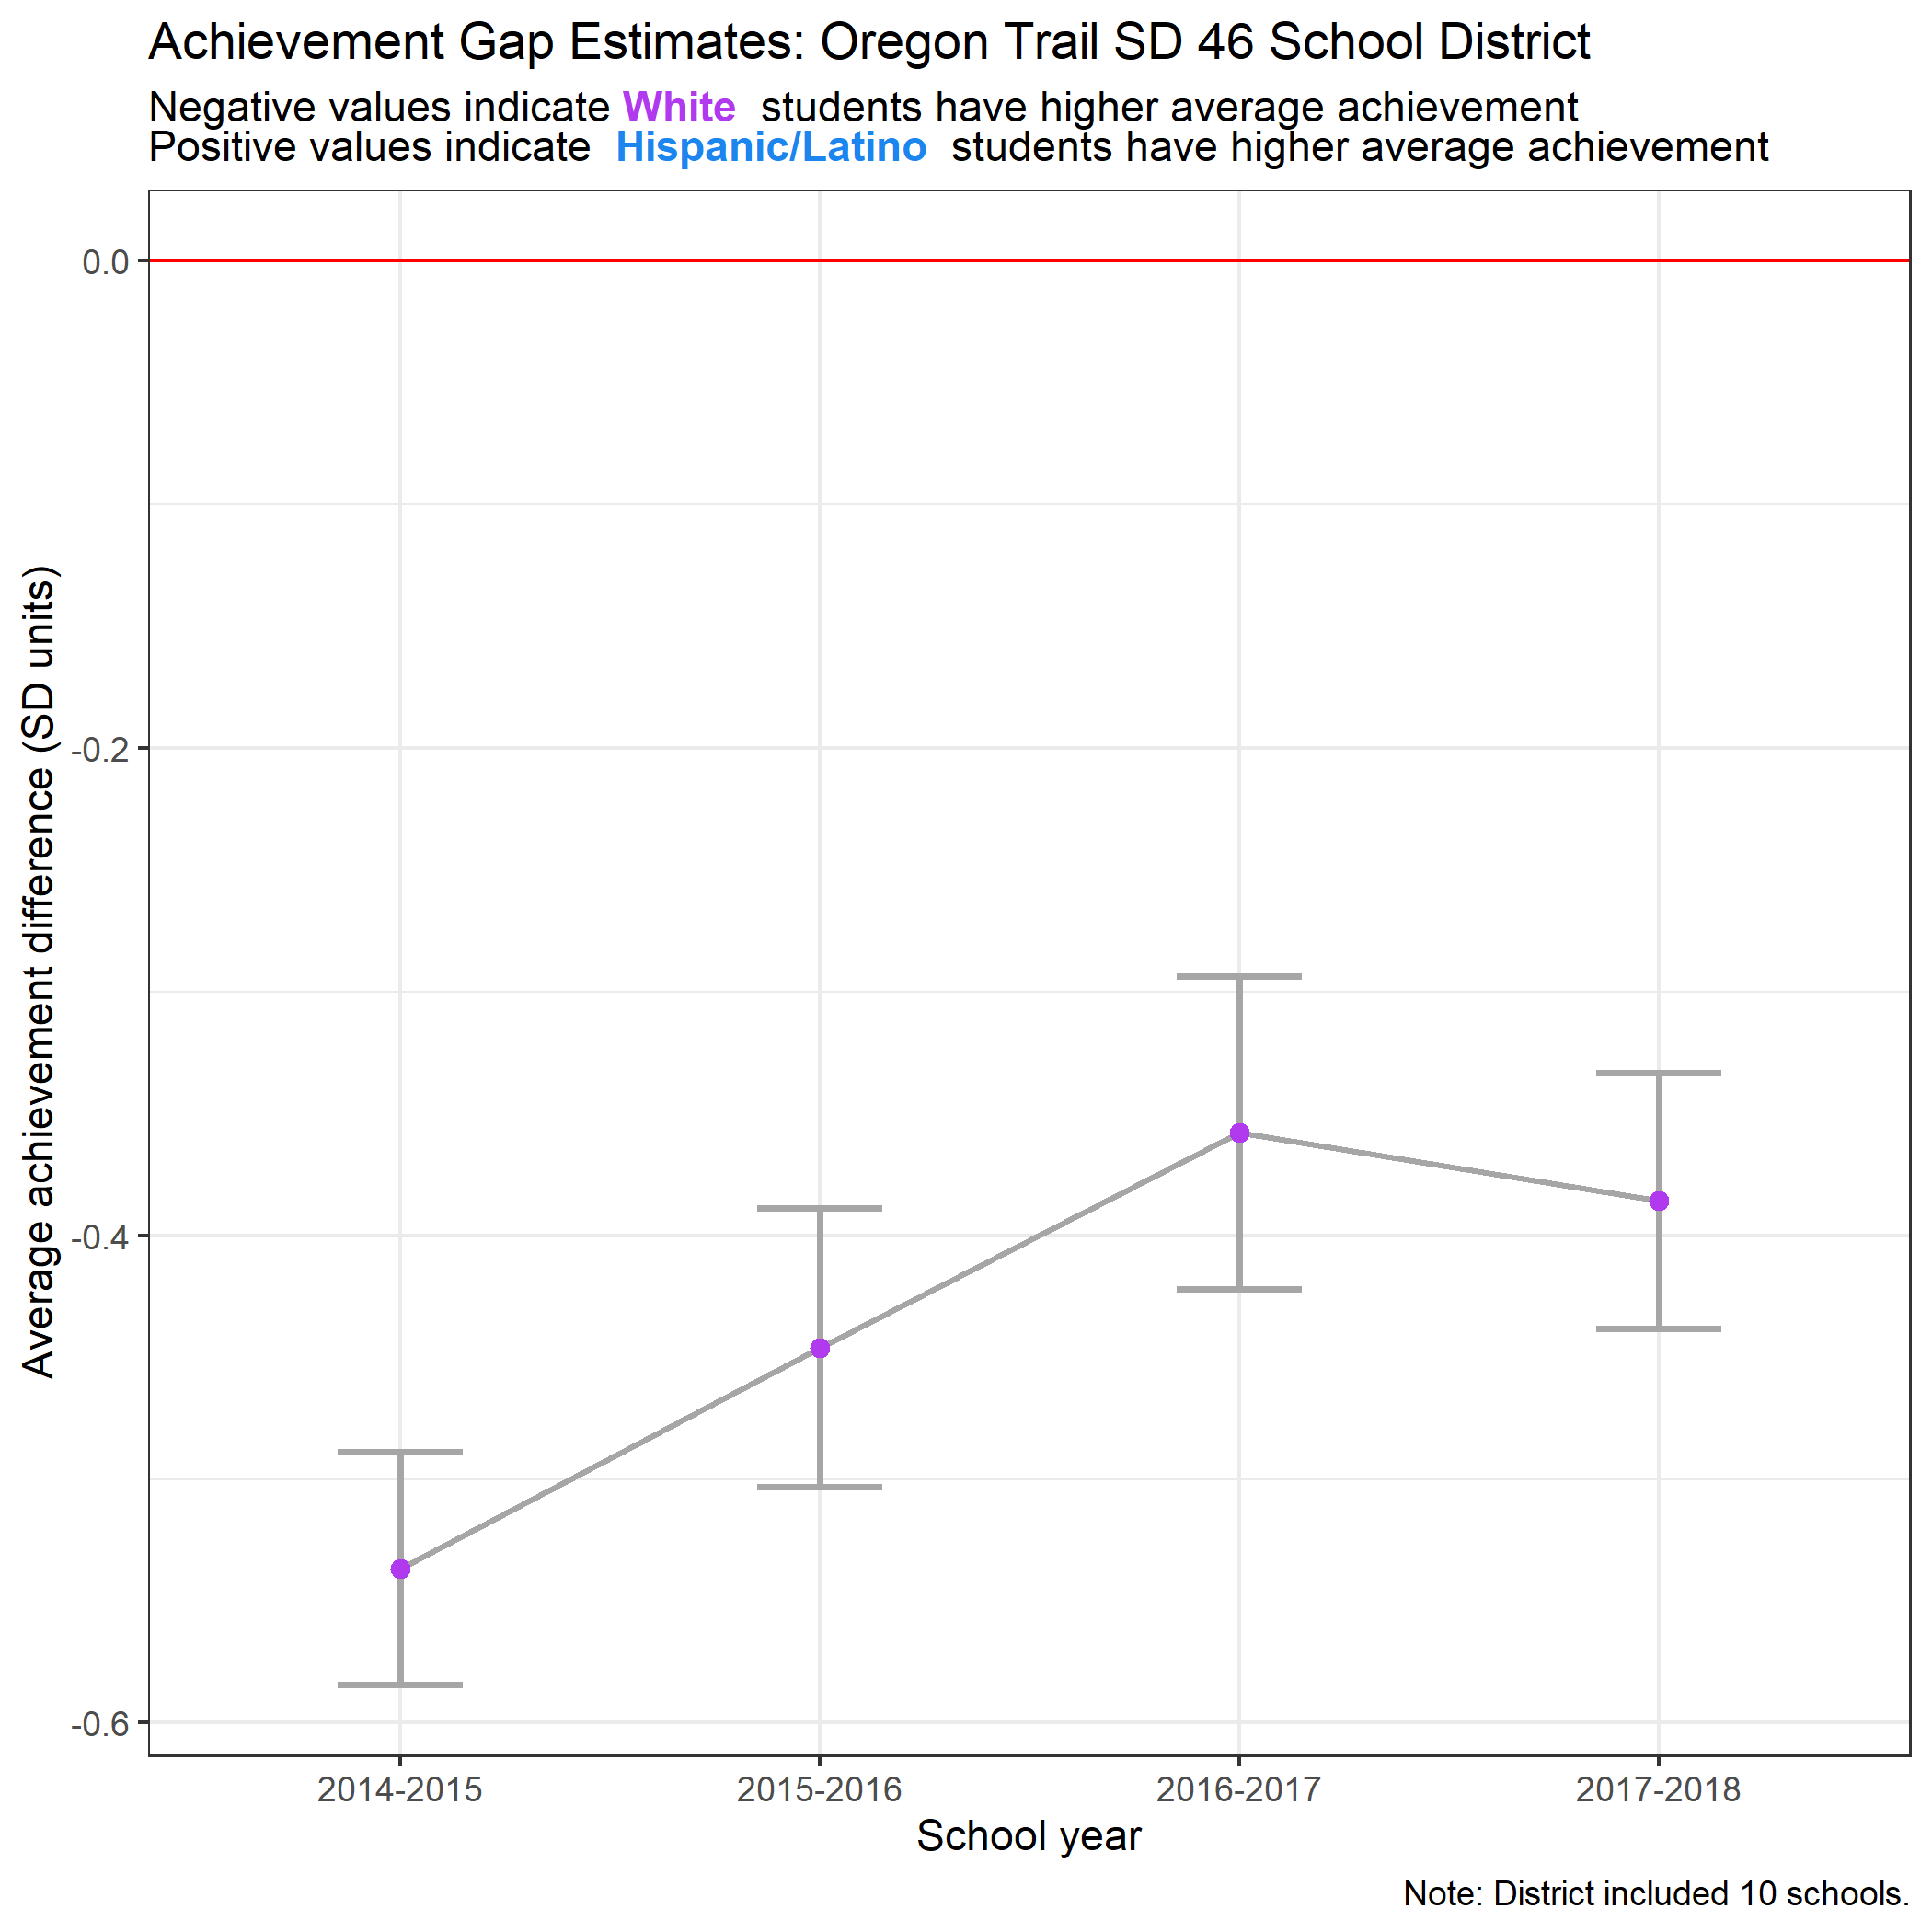 Achievement Gap Estimates: Oregon Trail SD 46 School District
Negative values indicate White students have higher average achievement
Positive values indicate Hispanic/Latino students have higher average achievement
Average achievement difference (SD units)
0.0
-0.2
-0.4
-0.6
2014-2015
2015-2016
2016-2017
2017-2018
School year
Note: District included 10 schools.